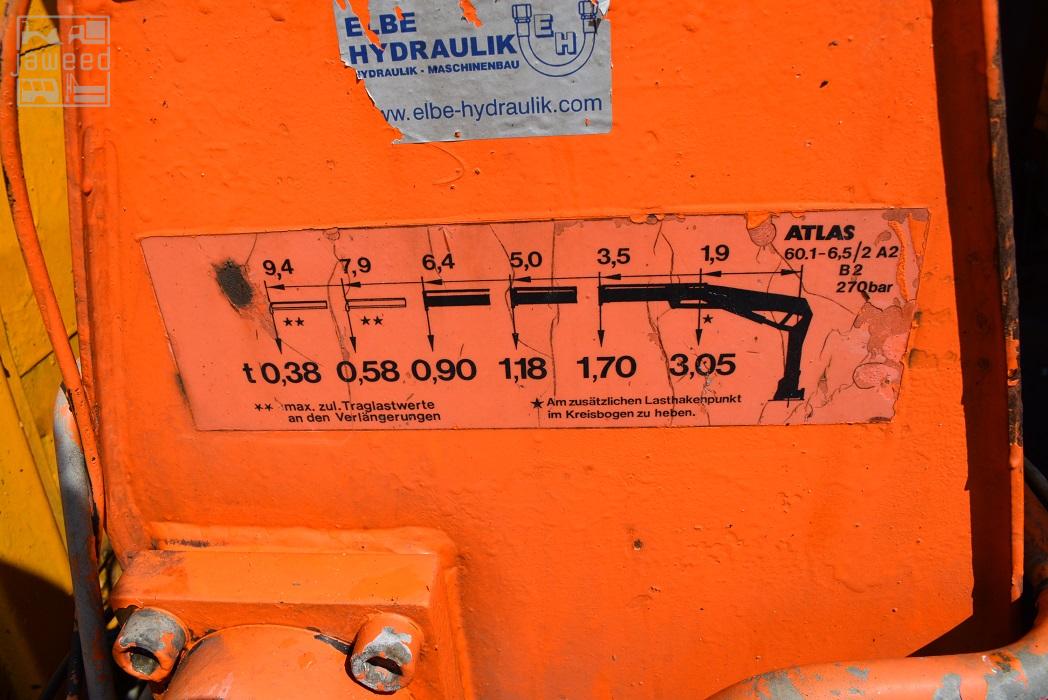 jaweed
ELBE
HYDRAULIK
HYDRAULIK - MASCHINENBAU
EH
www.elbe-hydraulik.com
ATLAS
60.1-6,5/2 A2
B2
270bar
9,4 7,9 6,4 5,0 3,5 1,9
** ** *
t 0,38 0,58 0,90 1,18 1,70 3,05
** max. zul. Traglastwerte
an den Verlängerungen
★ Am zusätzlichen Lasthakenpunkt
im Kreisbogen zu heben.